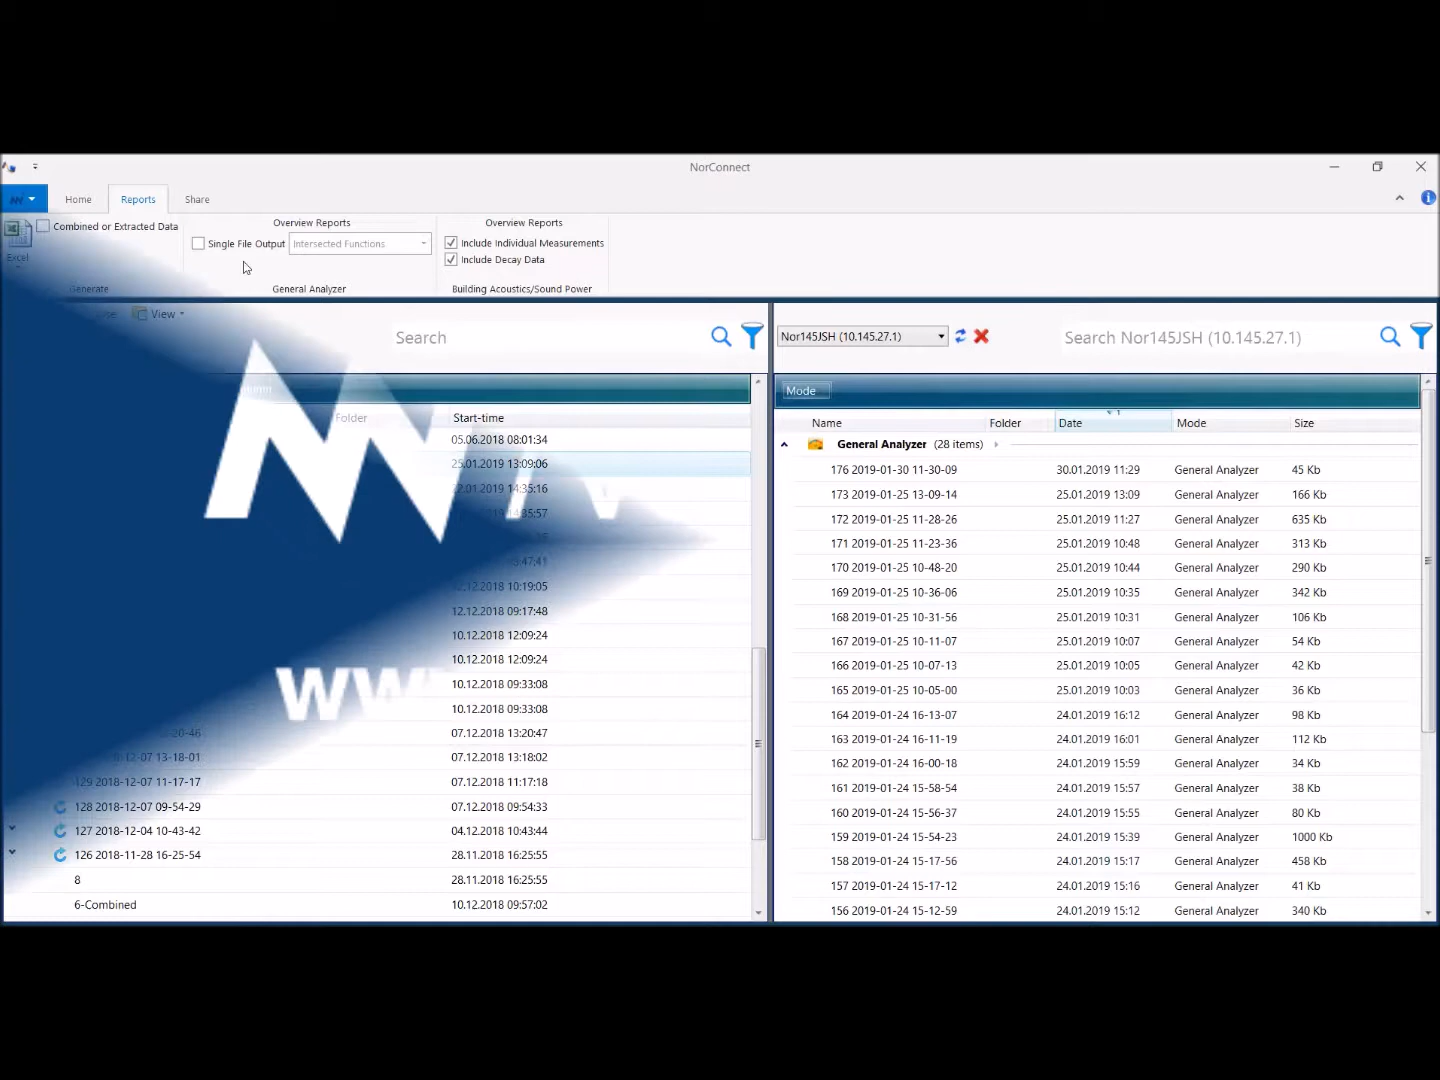 NorConnect
Home Reports Share
Combined or Extracted Data
Excel
Generate
Overview Reports
Single File Output Intersected Functions
General Analyzer
Overview Reports
Include Individual Measurements
Include Decay Data
Building Acoustics/Sound Power
View
Search
Folder Start-time
05.06.2018 08:01:34
25.01.2019 13:09:06
14:35:16
12.12.2018 10:19:05
12.12.2018 09:17:48
10.12.2018 12:09:24
10.12.2018 12:09:24
10.12.2018 09:33:08
10.12.2018 09:33:08
07.12.2018 13:20:47
13-18-01 07.12.2018 13:18:02
129 2018-12-07 11-17-17 07.12.2018 11:17:18
128 2018-12-07 09-54-29 07.12.2018 09:54:33
127 2018-12-04 10-43-42 04.12.2018 10:43:44
126 2018-11-28 16-25-54 28.11.2018 16:25:55
8 28.11.2018 16:25:55
6-Combined 10.12.2018 09:57:02
Nor145JSH (10.145.27.1) Search Nor145JSH (10.145.27.1)
Mode
Name Folder Date 1 Mode Size
General Analyzer (28 items)
176 2019-01-30 11-30-09 30.01.2019 11:29 General Analyzer 45 Kb
173 2019-01-25 13-09-14 25.01.2019 13:09 General Analyzer 166 Kb
172 2019-01-25 11-28-26 25.01.2019 11:27 General Analyzer 635 Kb
171 2019-01-25 11-23-36 25.01.2019 10:48 General Analyzer 313 Kb
170 2019-01-25 10-48-20 25.01.2019 10:44 General Analyzer 290 Kb
169 2019-01-25 10-36-06 25.01.2019 10:35 General Analyzer 342 Kb
168 2019-01-25 10-31-56 25.01.2019 10:31 General Analyzer 106 Kb
167 2019-01-25 10-11-07 25.01.2019 10:07 General Analyzer 54 Kb
166 2019-01-25 10-07-13 25.01.2019 10:05 General Analyzer 42 Kb
165 2019-01-25 10-05-00 25.01.2019 10:03 General Analyzer 36 Kb
164 2019-01-24 16-13-07 24.01.2019 16:12 General Analyzer 98 Kb
163 2019-01-24 16-11-19 24.01.2019 16:01 General Analyzer 112 Kb
162 2019-01-24 16-00-18 24.01.2019 15:59 General Analyzer 34 Kb
161 2019-01-24 15-58-54 24.01.2019 15:57 General Analyzer 38 Kb
160 2019-01-24 15-56-37 24.01.2019 15:55 General Analyzer 80 Kb
159 2019-01-24 15-54-23 24.01.2019 15:39 General Analyzer 1000 Kb
158 2019-01-24 15-17-56 24.01.2019 15:17 General Analyzer 458 Kb
157 2019-01-24 15-17-12 24.01.2019 15:16 General Analyzer 41 Kb
156 2019-01-24 15-12-59 24.01.2019 15:12 General Analyzer 340 Kb